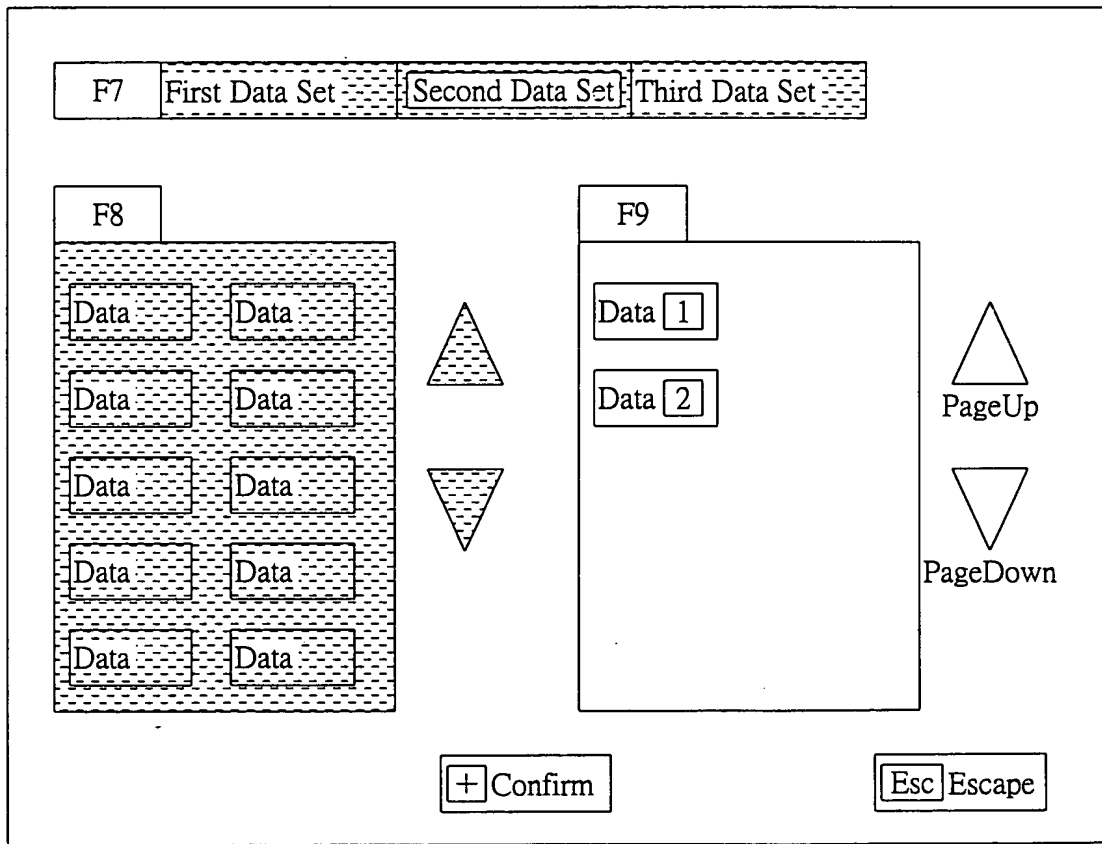 F7 First Data Set Second Data Set Third Data Set
F8
F9
Data Data
Data Data
Data Data
Data Data
Data Data
Data 1
Data 2
PageUp
PageDown
+ Confirm
Esc Escape